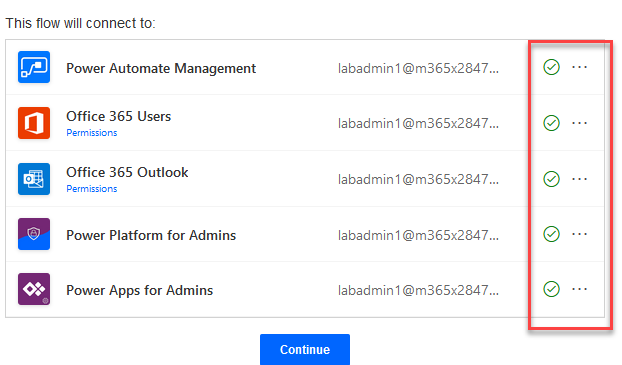 This flow will connect to:
Power Automate Management labadmin1@m365x2847... ...
Office 365 Users labadmin1@m365x2847... ...
Permissions
Office 365 Outlook labadmin1@m365x2847... ...
Permissions
Power Platform for Admins labadmin1@m365x2847... ...
Power Apps for Admins labadmin1@m365x2847... ...
Continue